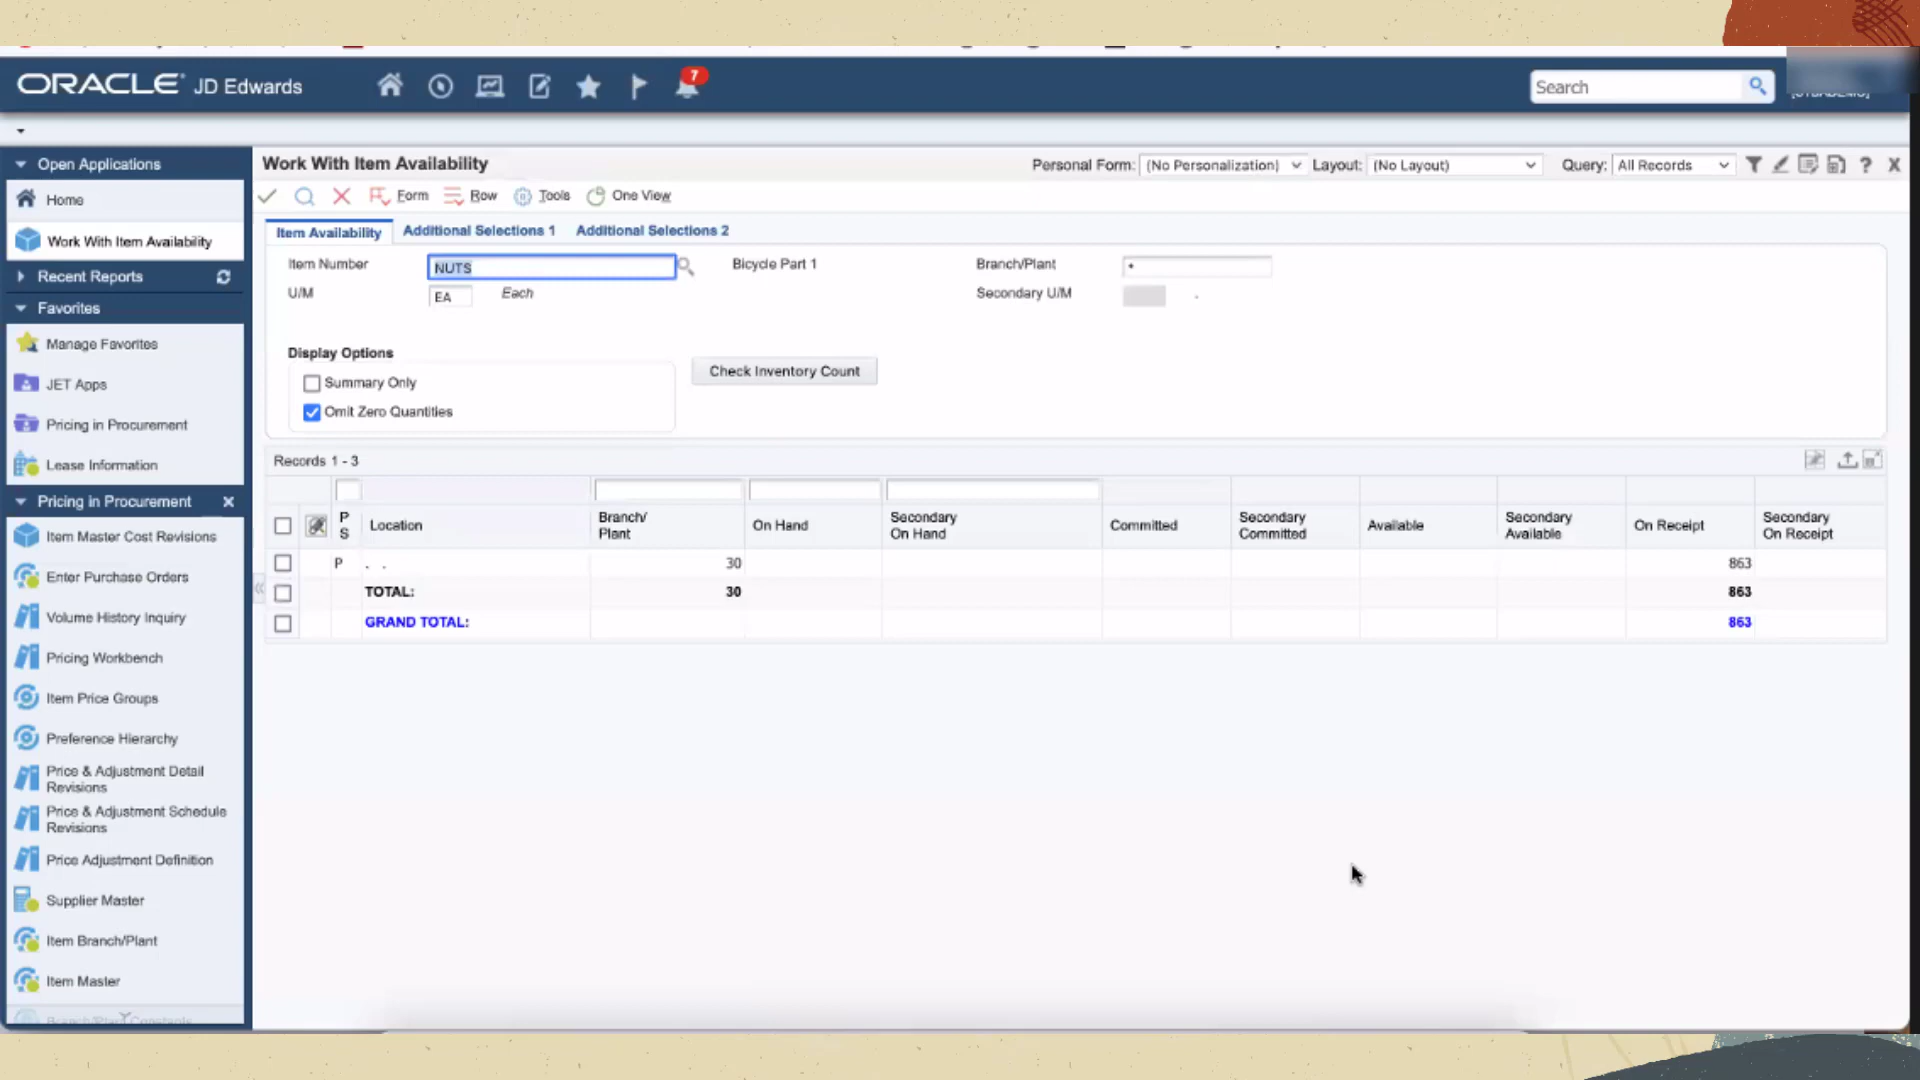 ORACLE JD Edwards
7
Search
Open Applications
Home
Work With Item Availability
Recent Reports
Favorites
Manage Favorites
JET Apps
Pricing in Procurement
Lease Information
Pricing in Procurement
Item Master Cost Revisions
Enter Purchase Orders
Volume History Inquiry
Pricing Workbench
Item Price Groups
Preference Hierarchy
Price & Adjustment Detail
Revisions
Price & Adjustment Schedule
Revisions
Price Adjustment Definition
Supplier Master
Item Branch/Plant
Item Master
Branch/Plant Constants
Work With Item Availability
Personal Form: (No Personalization) Layout: (No Layout) Query: All Records
Form Row Tools One View
Item Availability Additional Selections 1 Additional Selections 2
Item Number NUTS Bicycle Part 1 Branch/Plant *
U/M EA Each Secondary U/M .
Display Options
Summary Only
Omit Zero Quantities
Check Inventory Count
Records 1 - 3
P S Location Branch/ Plant On Hand Secondary On Hand Committed Secondary Committed Available Secondary Available On Receipt Secondary On Receipt
P . . 30 863
TOTAL: 30 863
GRAND TOTAL: 863